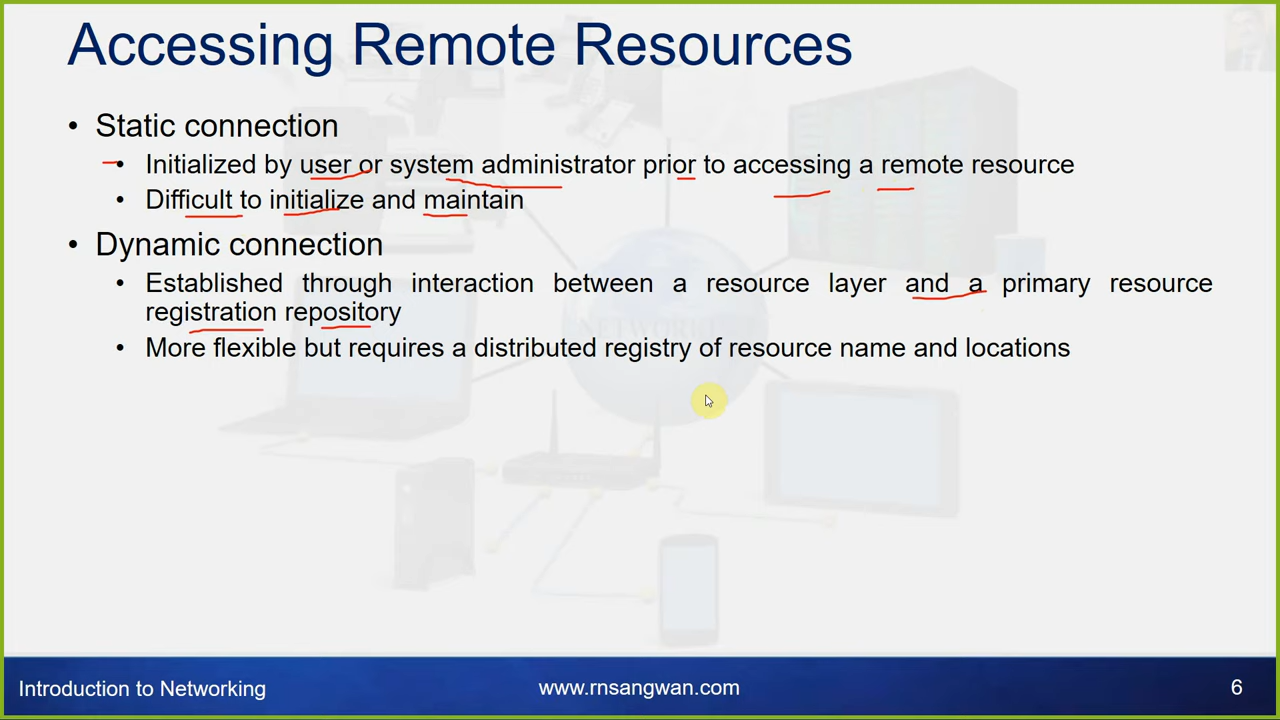 Accessing Remote Resources
• Static connection
• Initialized by user or system administrator prior to accessing a remote resource
• Difficult to initialize and maintain
• Dynamic connection
• Established through interaction between a resource layer and a primary resource
registration repository
• More flexible but requires a distributed registry of resource name and locations
NETWORK
Introduction to Networking
www.rnsangwan.com
6